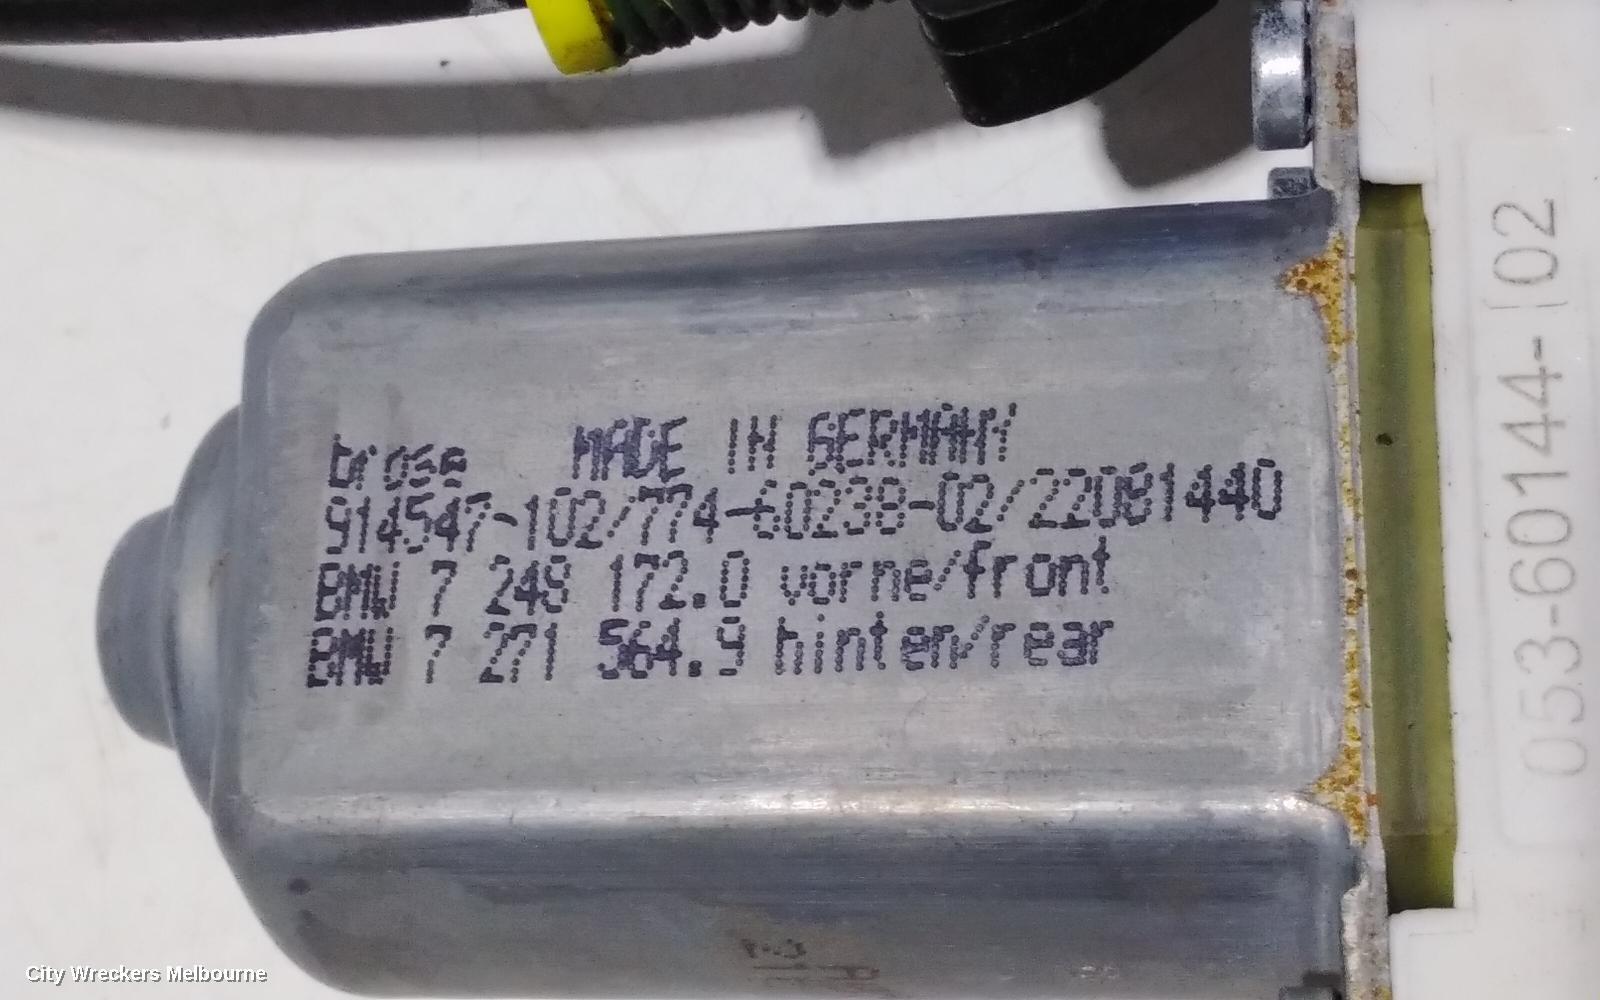 Brose MADE IN GERMANY
914547-102/774-60238-02/22081440
BMW 7 248 172.0 vorne/front
BMW 7 271 564.9 hinten/rear
053-60144-102
City Wreckers Melbourne